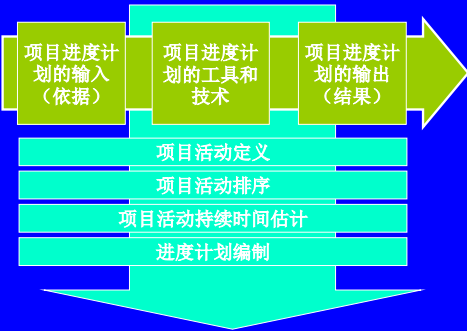 项目进度计
划的输入
（依据）
项目进度计
划的工具和
技术
项目进度计
划的输出
（结果）
项目活动定义
项目活动排序
项目活动持续时间估计
进度计划编制